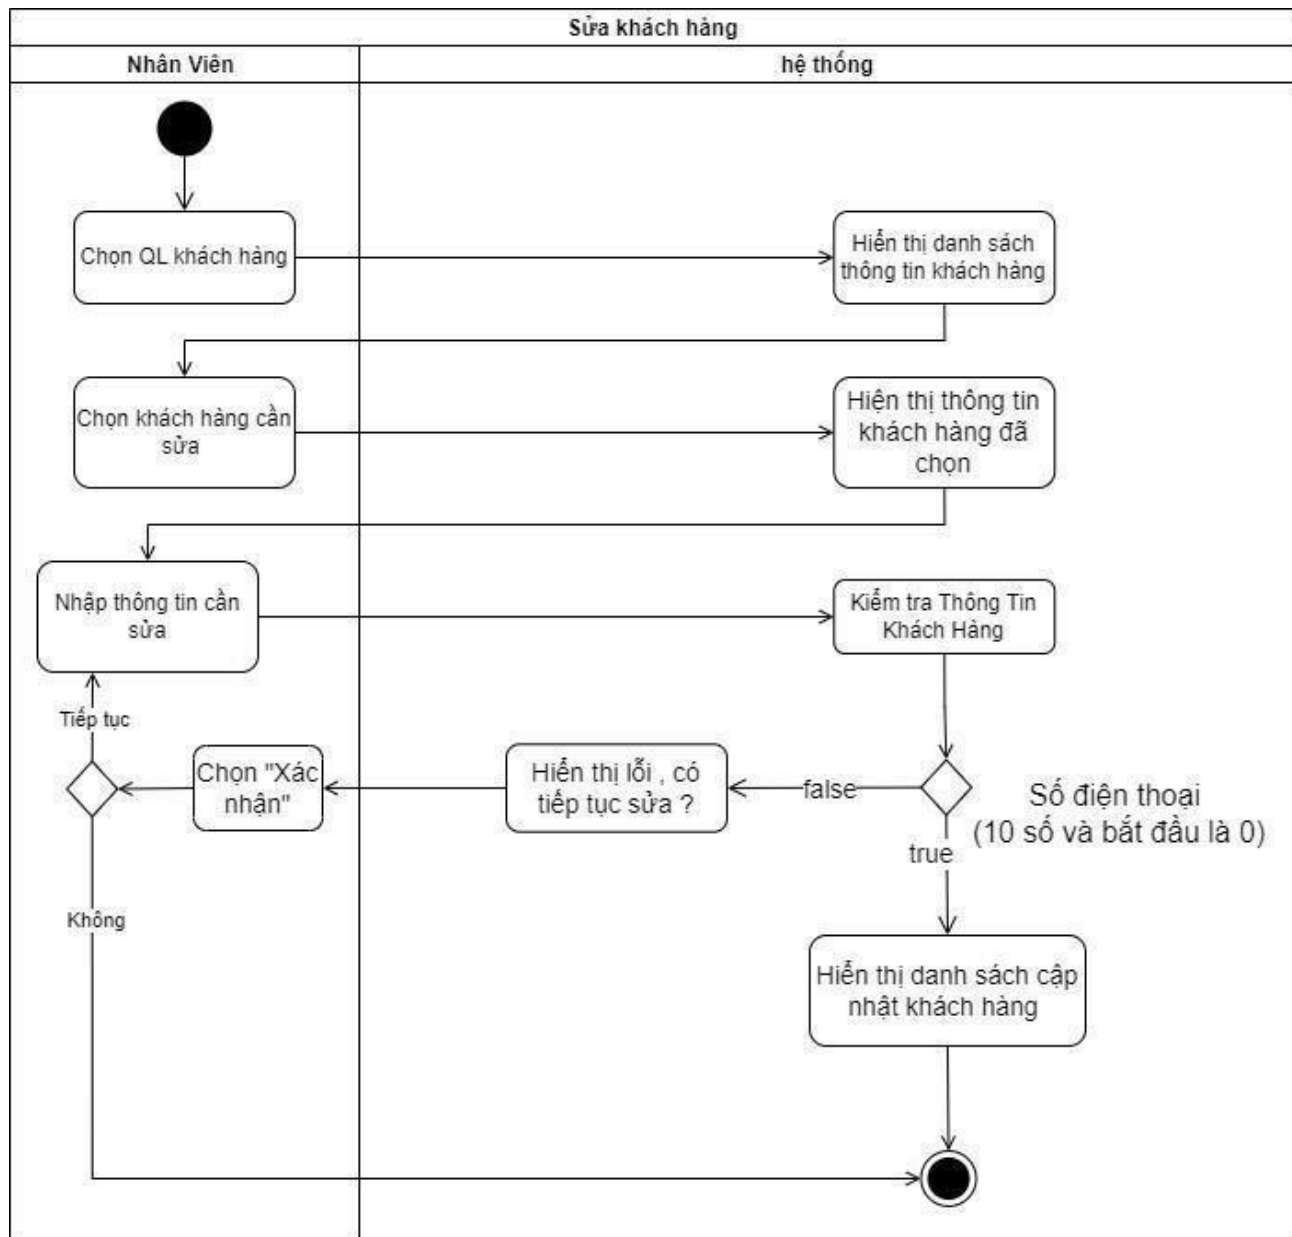 Sửa khách hàng
Nhân Viên
hệ thống
Chọn QL khách hàng
Hiển thị danh sách
thông tin khách hàng
Chọn khách hàng cần
sửa
Hiện thị thông tin
khách hàng đã
chọn
Nhập thông tin cần
sửa
Kiểm tra Thông Tin
Khách Hàng
Tiếp tục
Chọn "Xác
nhận"
Hiển thị lỗi , có
tiếp tục sửa ?
false
Số điện thoại
(10 số và bắt đầu là 0)
true
Không
Hiển thị danh sách cập
nhật khách hàng